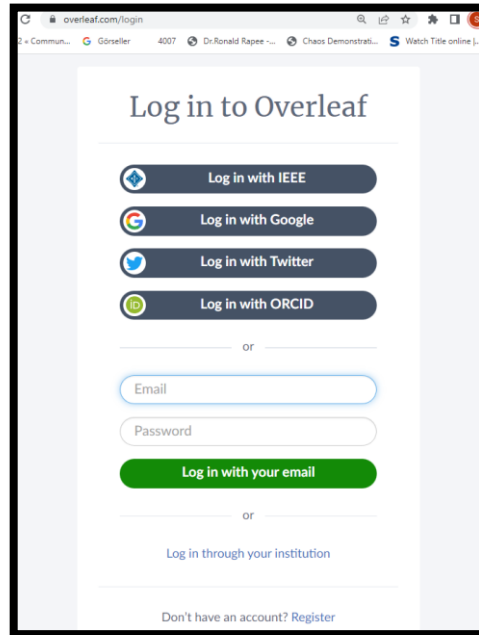 overleaf.com/login
2 « Commun... Görseller 4007 Dr.Ronald Rapee -... Chaos Demonstrati... Watch Title online |...
Log in to Overleaf
Log in with IEEE
Log in with Google
Log in with Twitter
Log in with ORCID
or
Email
Password
Log in with your email
or
Log in through your institution
Don't have an account? Register